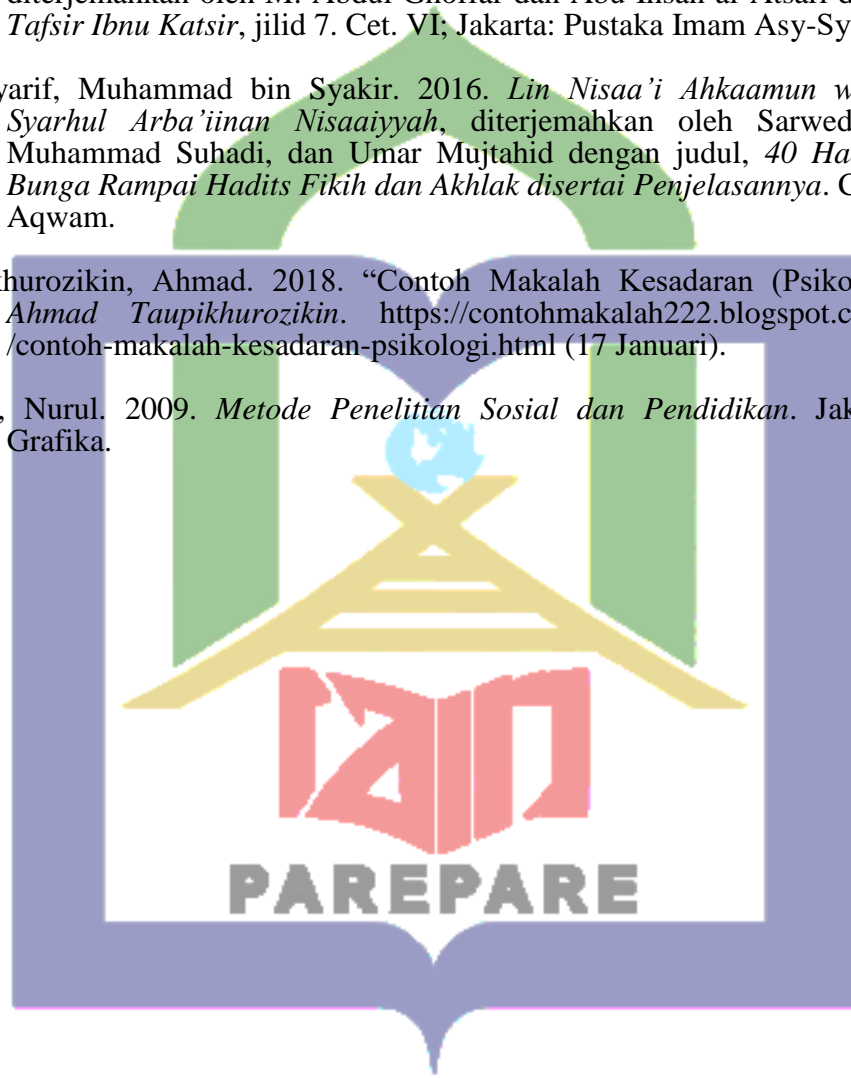 diterjemahkan oleh M. Abdul Ghoffar dan Abu Ihsan al-Atsari d
Tafsir Ibnu Katsir, jilid 7. Cet. VI; Jakarta: Pustaka Imam Asy-Sy
yarif, Muhammad bin Syakir. 2016. Lin Nisaa’i Ahkaamun w
Syarhul Arba’iinan Nisaaiyyah, diterjemahkan oleh Sarwed
Muhammad Suhadi, dan Umar Mujtahid dengan judul, 40 Ha
Bunga Rampai Hadits Fikih dan Akhlak disertai Penjelasannya. C
Aqwam.
khurozikin, Ahmad. 2018. “Contoh Makalah Kesadaran (Psiko
Ahmad Taupikhurozikin. https://contohmakalah222.blogspot.c
/contoh-makalah-kesadaran-psikologi.html (17 Januari).
, Nurul. 2009. Metode Penelitian Sosial dan Pendidikan. Jak
Grafika.
iain
PAREPARE